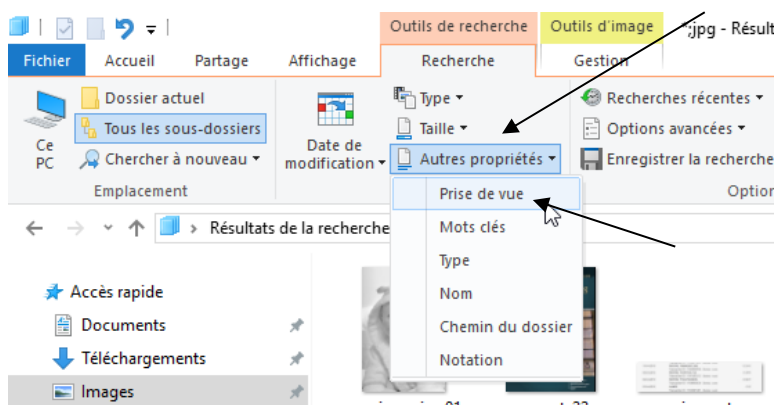 Outils de recherche Outils d'image *.jpg - Résult
Fichier Accueil Partage Affichage Recherche Gestion
Dossier actuel
Tous les sous-dossiers
Chercher à nouveau
Ce
PC
Emplacement
Date de
modification
Type
Taille
Autres propriétés
Recherches récentes
Options avancées
Enregistrer la recherche
Option
Prise de vue
Mots clés
Type
Nom
Chemin du dossier
Notation
Résultats de la recherche
Accès rapide
Documents
Téléchargements
Images